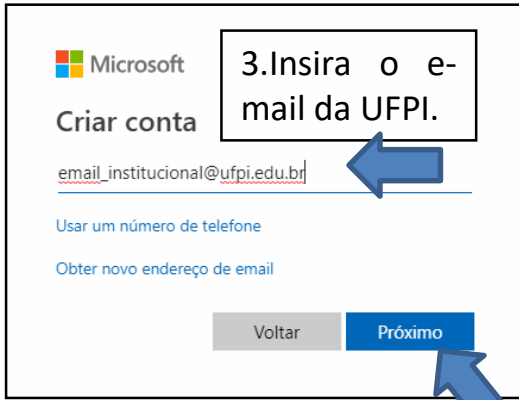 Microsoft
3.Insira o e-
mail da UFPI.
Criar conta
email_institucional@ufpi.edu.br
Usar um número de telefone
Obter novo endereço de email
Voltar
Próximo